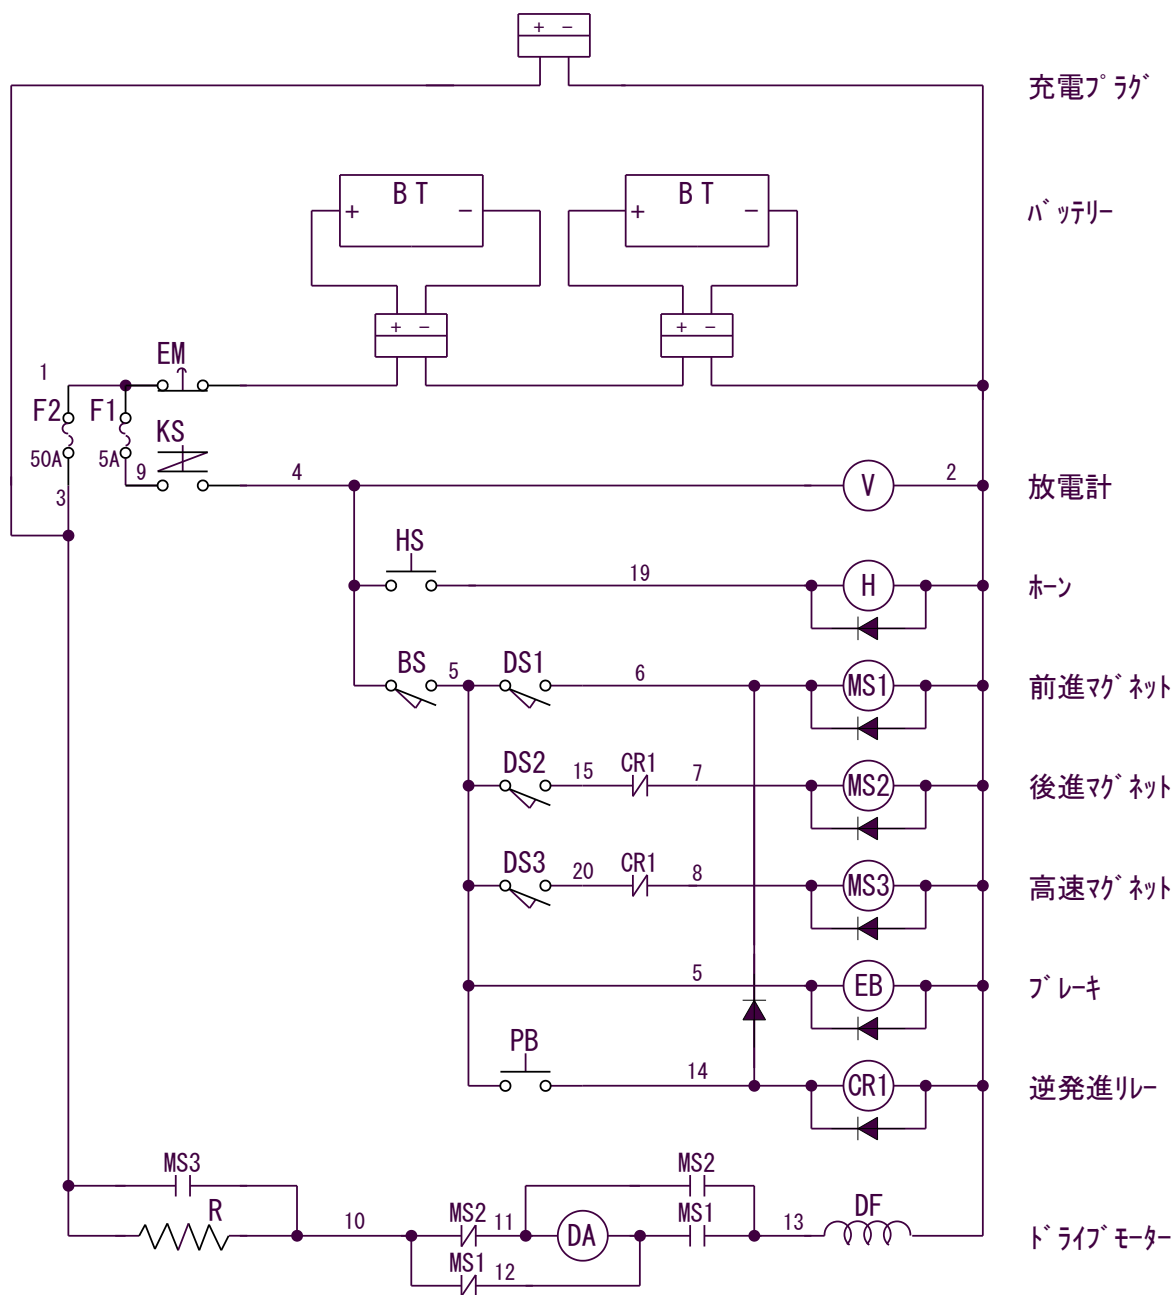 + -
充電プラグ
BT
BT
+ -
+ -
バッテリー
+ -
+ -
1
EM
F2
F1
KS
50A
5A
9
4
V
2
放電計
3
HS
19
H
ホーン
BS
5
DS1
6
MS1
前進マグネット
DS2
15
CR1
7
MS2
後進マグネット
DS3
20
CR1
8
MS3
高速マグネット
5
EB
ブレーキ
PB
14
CR1
逆発進リレー
MS3
MS2
R
10
MS2
11
DA
MS1
13
DF
ドライブモーター
MS1
12